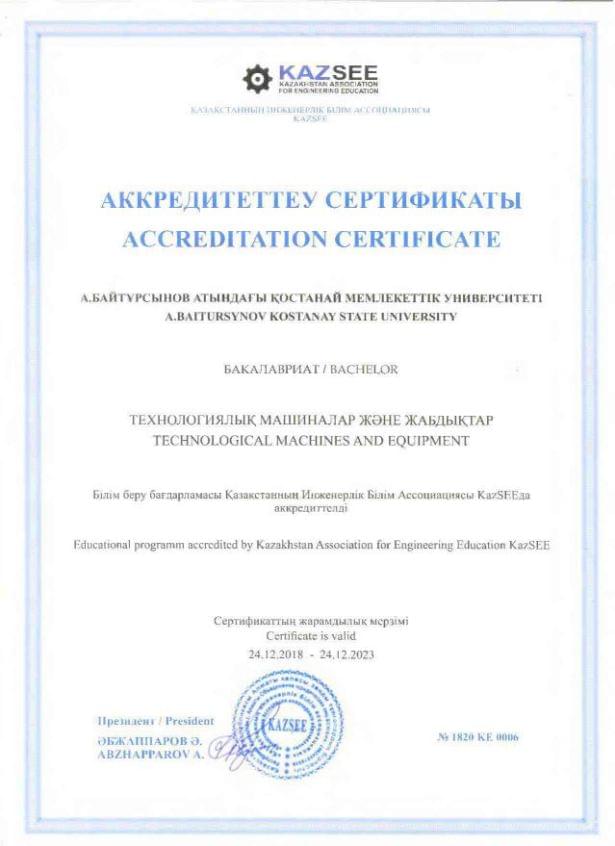 KAZSEE
KAZAKHSTAN ASSOCIATION
FOR ENGINEERING EDUCATION
ҚАЗАҚСТАННЫҢ ИНЖЕНЕРЛІК БІЛІМ АССОЦИАЦИЯСЫ
KAZSEE
АККРЕДИТЕТТЕУ СЕРТИФИКАТЫ
ACCREDITATION CERTIFICATE
А.БАЙТҰРСЫНОВ АТЫНДАҒЫ ҚОСТАНАЙ МЕМЛЕКЕТТІК УНИВЕРСИТЕТІ
A.BAITURSYNOV KOSTANAY STATE UNIVERSITY
БАКАЛАВРИАТ / BACHELOR
ТЕХНОЛОГИЯЛЫҚ МАШИНАЛАР ЖӘНЕ ЖАБДЫҚТАР
TECHNOLOGICAL MACHINES AND EQUIPMENT
Білім беру бағдарламасы Қазақстанның Инженерлік Білім Ассоциациясы KazSEEда
аккредиттелді
Educational programm accredited by Kazakhstan Association for Engineering Education KazSEE
Сертификаттың жарамдылық мерзімі
Certificate is valid
24.12.2018 - 24.12.2023
Президент / President
ӘБЖАППАРОВ Ә.
ABZHAPPAROV A.
KAZSEE
№ 1820 KE 0006